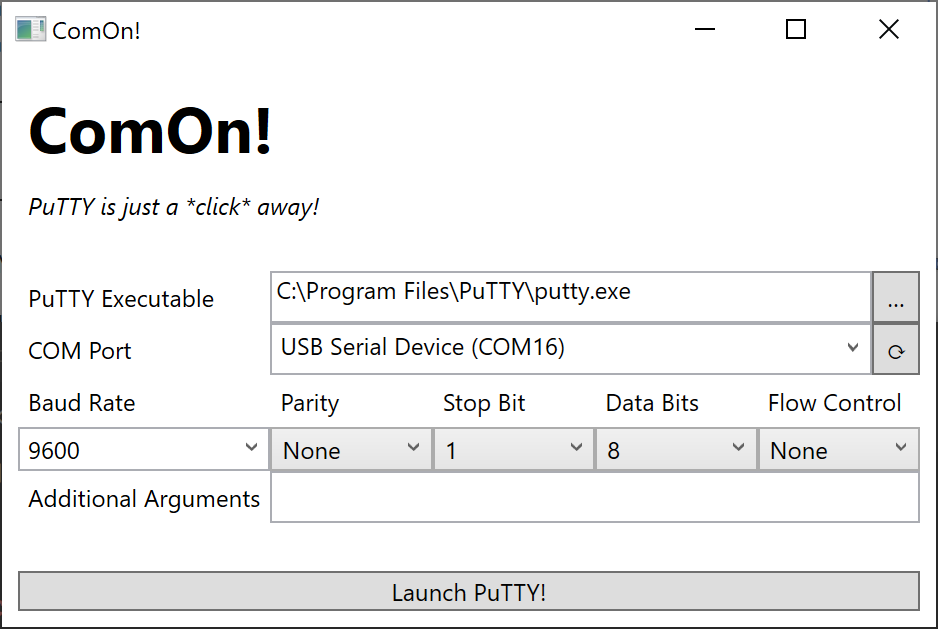 ComOn!
ComOn!
PuTTY is just a *click* away!
PuTTY Executable C:\Program Files\PuTTY\putty.exe ...
COM Port USB Serial Device (COM16)
Baud Rate Parity Stop Bit Data Bits Flow Control
9600 None 1 8 None
Additional Arguments
Launch PuTTY!